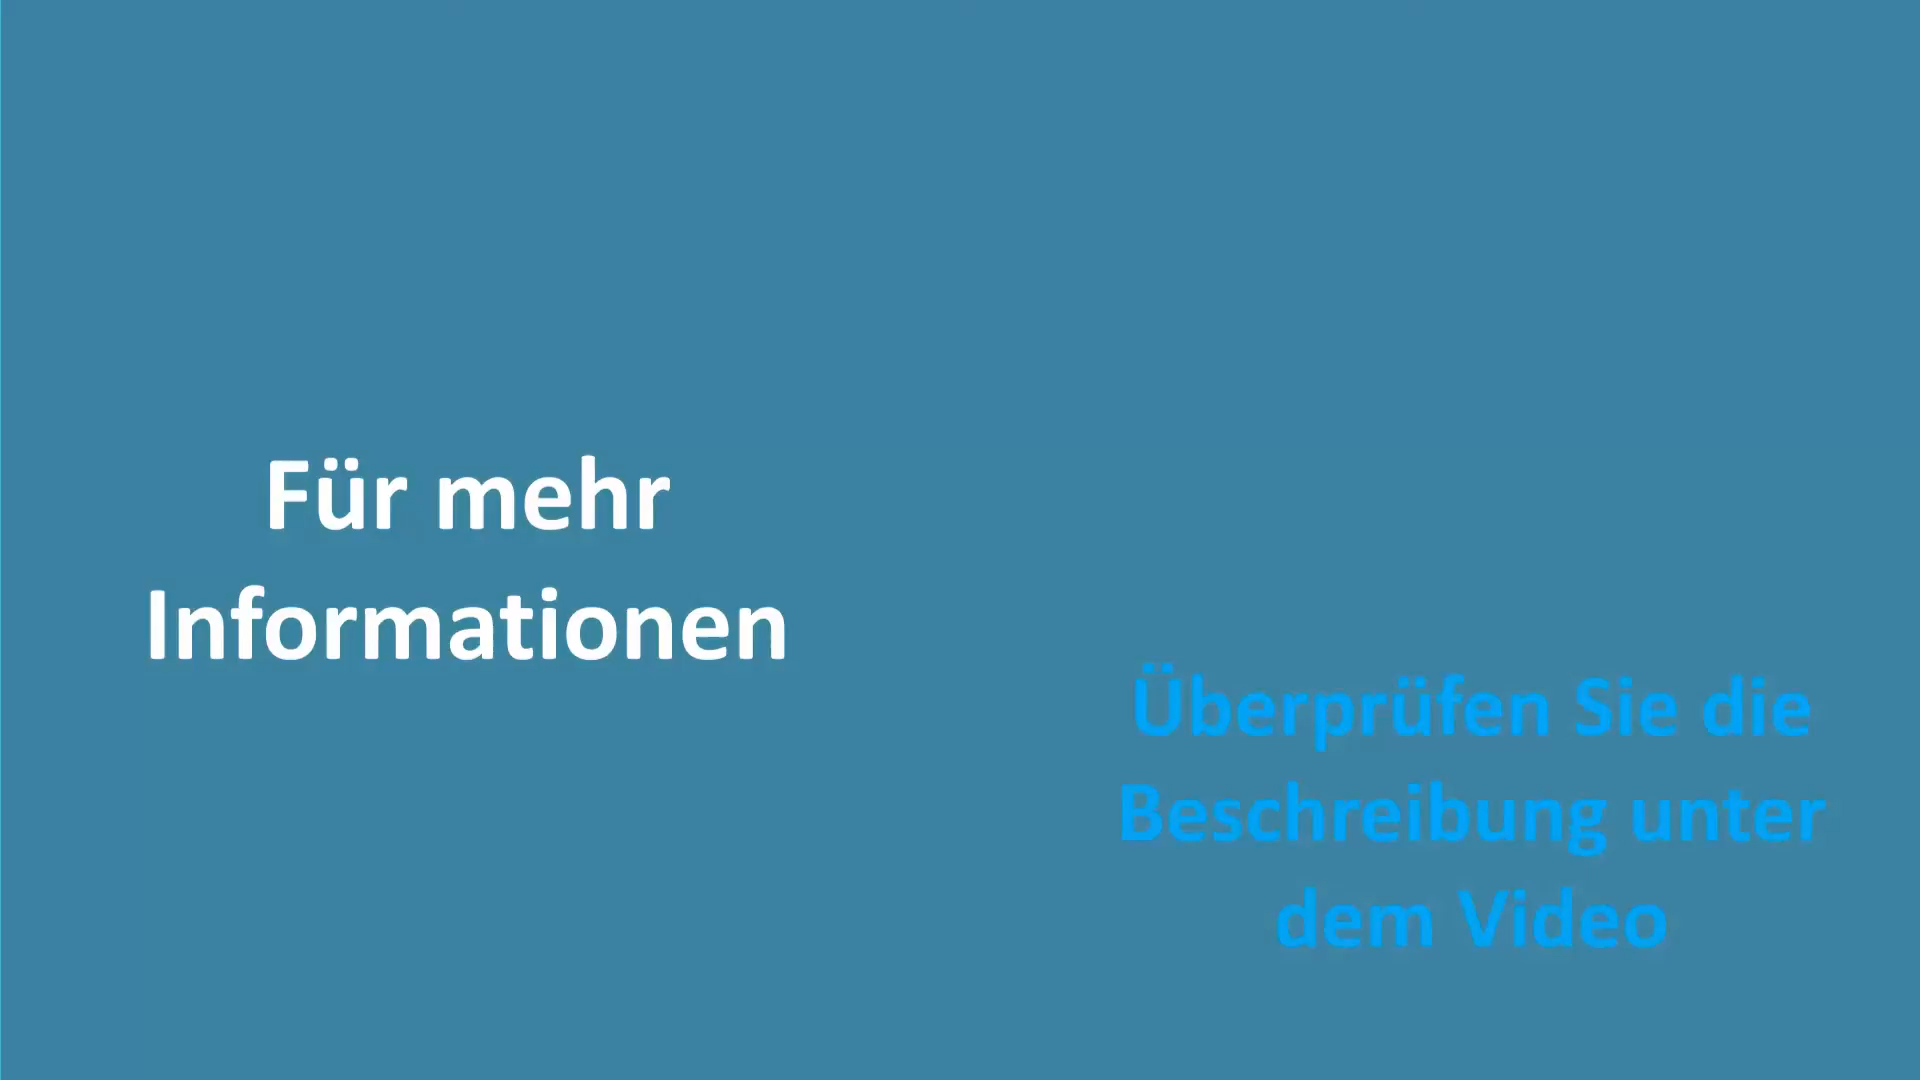 Für mehr
Informationen
Überprüfen Sie die
Beschreibung unter
dem Video